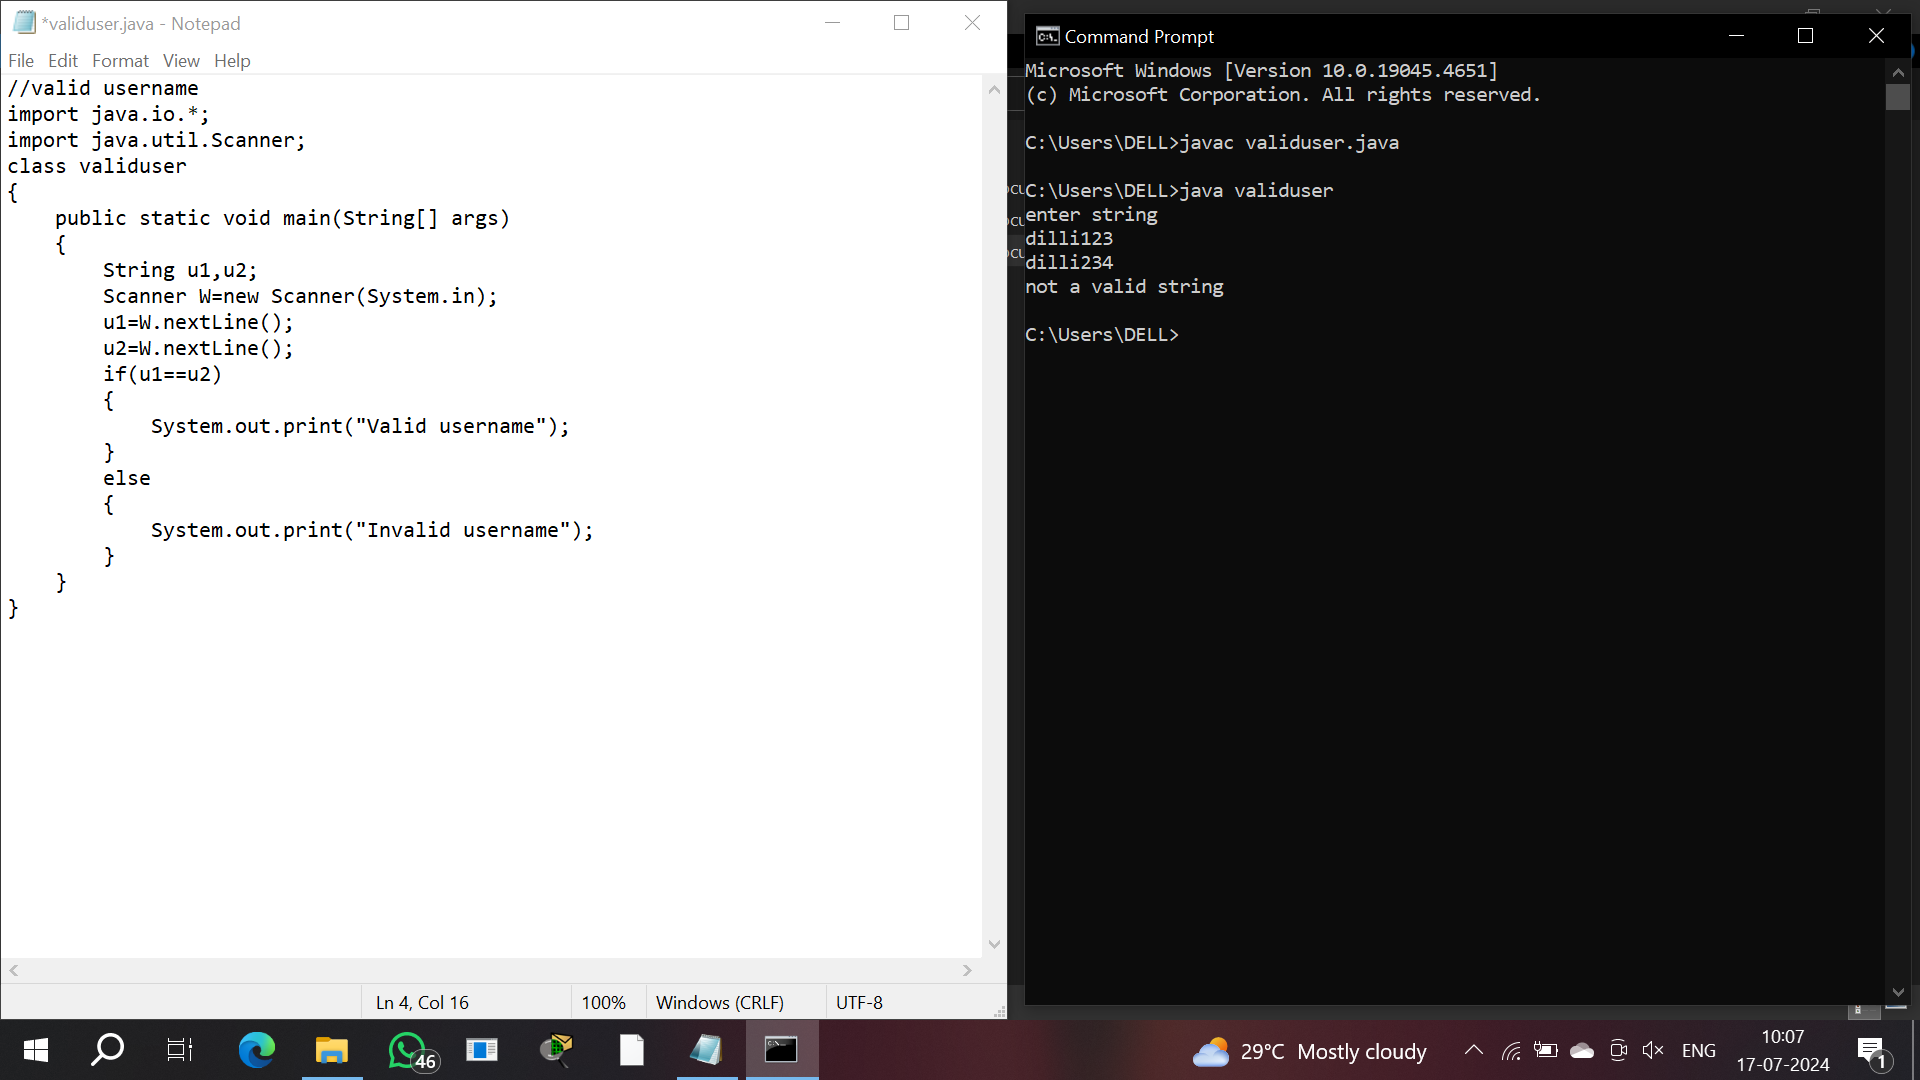 *validuser.java - Notepad
File Edit Format View Help
//valid username
import java.io.*;
import java.util.Scanner;
class validuser
{
    public static void main(String[] args)
    {
        String u1,u2;
        Scanner W=new Scanner(System.in);
        u1=W.nextLine();
        u2=W.nextLine();
        if(u1==u2)
        {
            System.out.print("Valid username");
        }
        else
        {
            System.out.print("Invalid username");
        }
    }
}
Ln 4, Col 16 100% Windows (CRLF) UTF-8
Command Prompt
Microsoft Windows [Version 10.0.19045.4651]
(c) Microsoft Corporation. All rights reserved.
C:\Users\DELL>javac validuser.java
C:\Users\DELL>java validuser
enter string
dilli123
dilli234
not a valid string
C:\Users\DELL>
46
29°C Mostly cloudy
ENG
10:07
17-07-2024
1